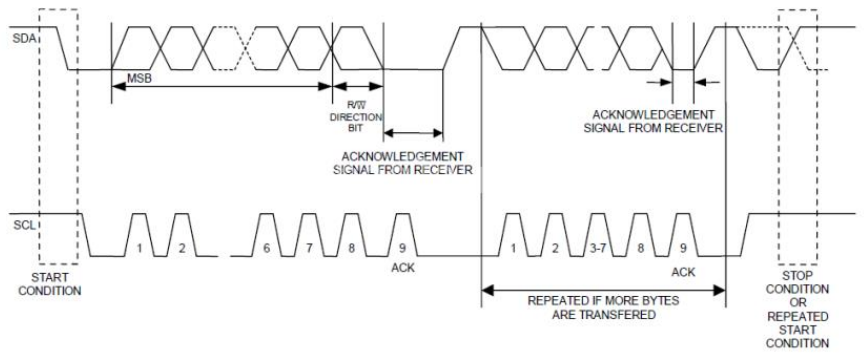 SDA
MSB
R/W
DIRECTION
BIT
ACKNOWLEDGEMENT
SIGNAL FROM RECEIVER
ACKNOWLEDGEMENT
SIGNAL FROM RECEIVER
SCL
1 2 6 7 8 9 1 2 3-7 8 9
ACK
ACK
START
CONDITION
REPEATED IF MORE BYTES
ARE TRANSFERED
STOP
CONDITION
OR
REPEATED
START
CONDITION